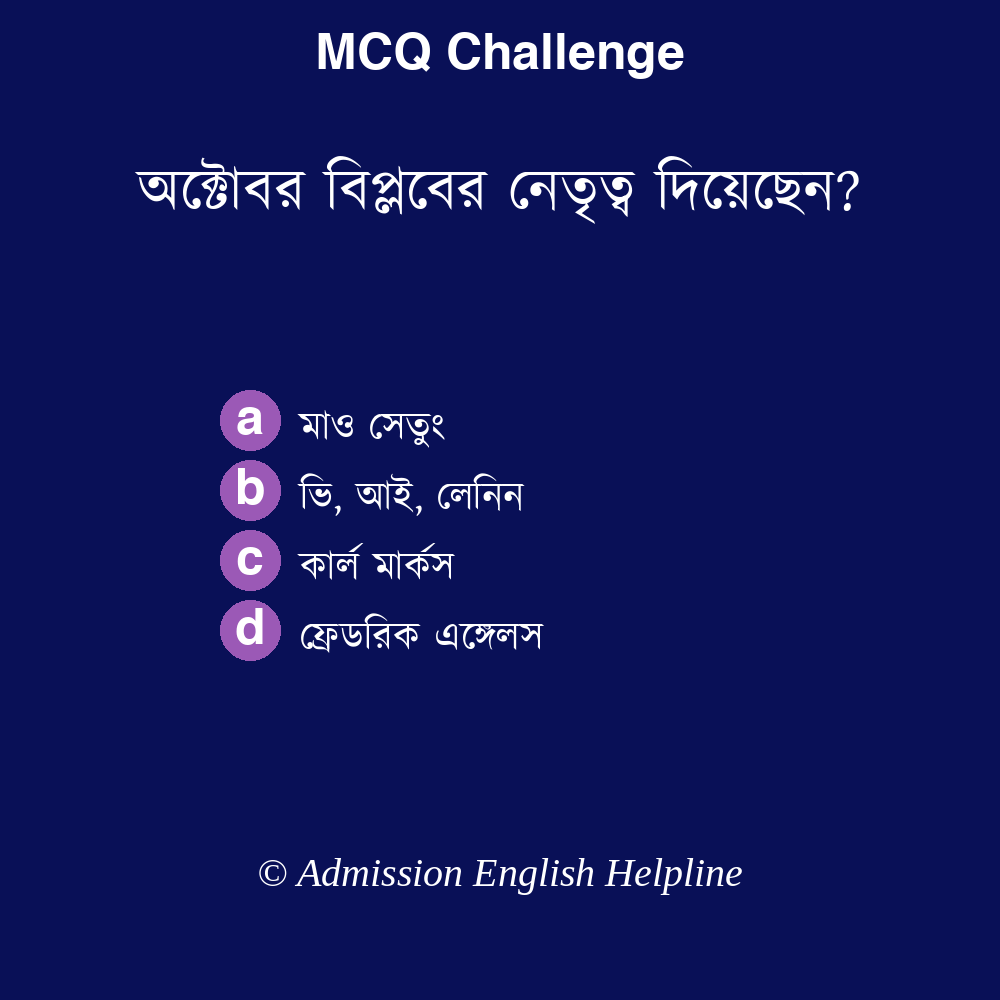 MCQ Challenge
অক্টোবর বিপ্লবের নেতৃত্ব দিয়েছেন?
a মাও সেতুং
b ভি, আই, লেনিন
c কার্ল মার্কস
d ফ্রেডরিক এঙ্গেলস
© Admission English Helpline